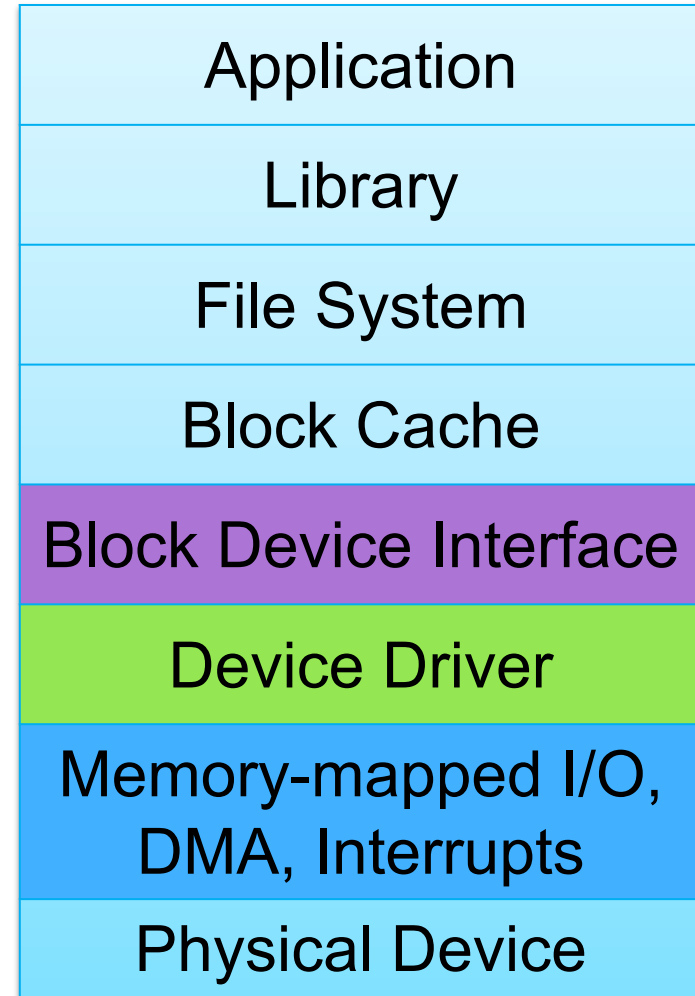 Application
Library
File System
Block Cache
Block Device Interface
Device Driver
Memory-mapped I/O,
DMA, Interrupts
Physical Device